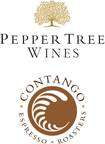 PEPPER TREE
WINES
CONTANGO
ESPRESSO • ROASTERS